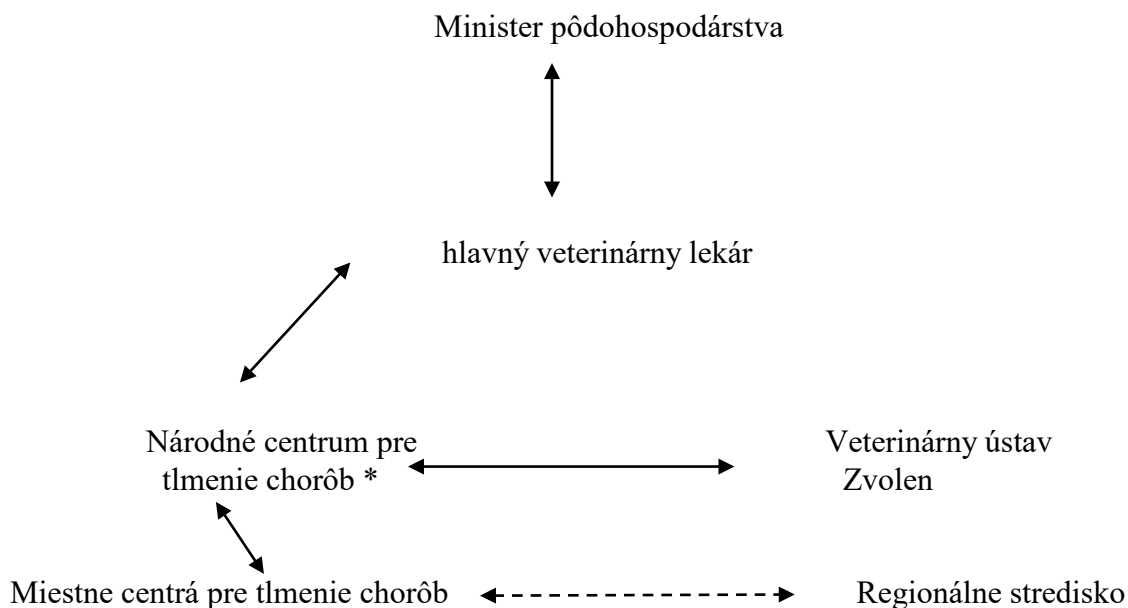 Minister pôdohospodárstva
hlavný veterinárny lekár
Národné centrum pre
tlmenie chorôb *
Veterinárny ústav
Zvolen
Miestne centrá pre tlmenie chorôb
Regionálne stredisko